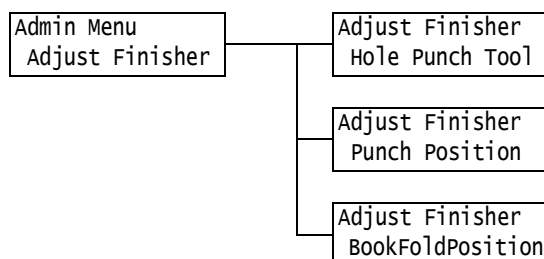 Admin Menu
Adjust Finisher
Adjust Finisher
Hole Punch Tool
Adjust Finisher
Punch Position
Adjust Finisher
BookFoldPosition